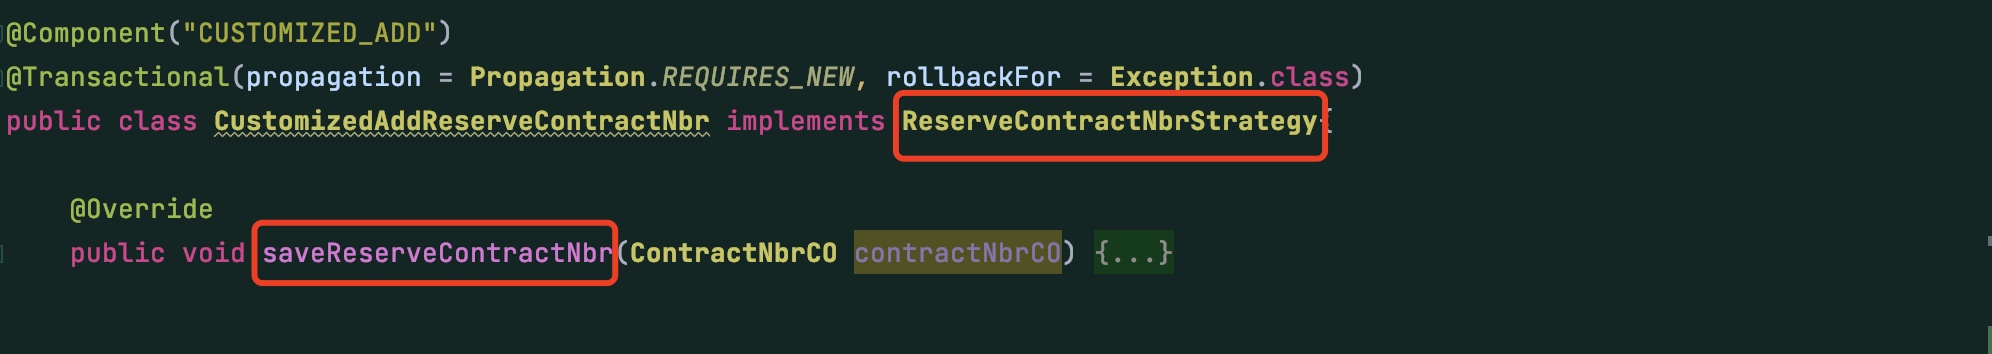 @Component("CUSTOMIZED_ADD")
@Transactional(propagation = Propagation.REQUIRES_NEW, rollbackFor = Exception.class)
public class CustomizedAddReserveContractNbr implements ReserveContractNbrStrategy{
@Override
public void saveReserveContractNbr(ContractNbrCO contractNbrCO) {...}